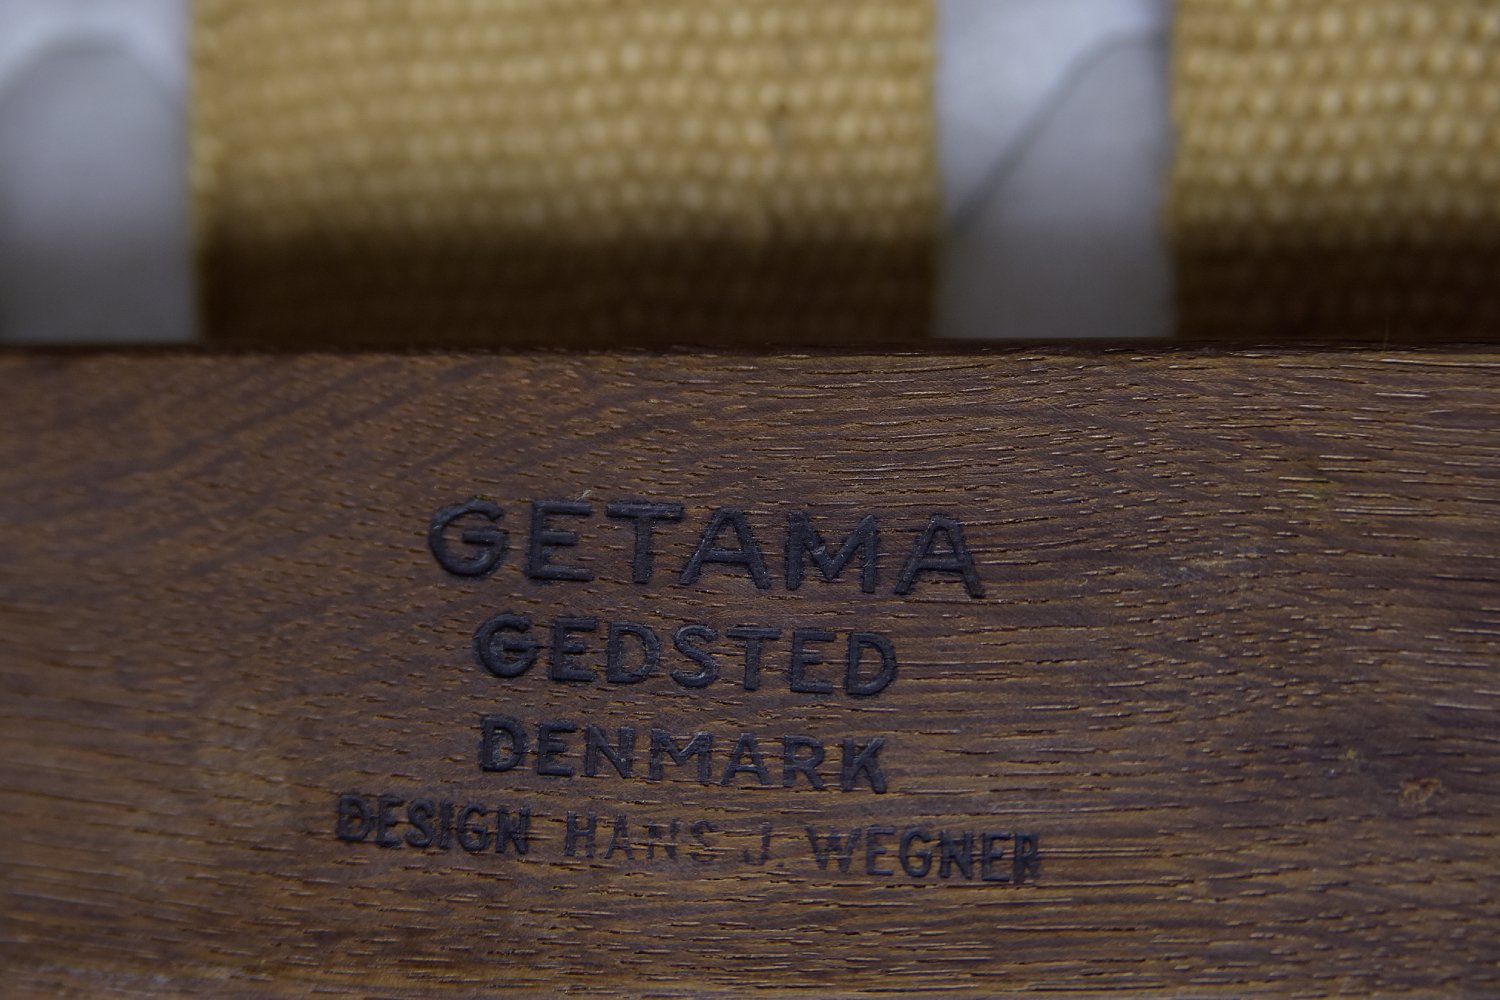 GETAMA
GEDSTED
DENMARK
DESIGN HANS J. WEGNER